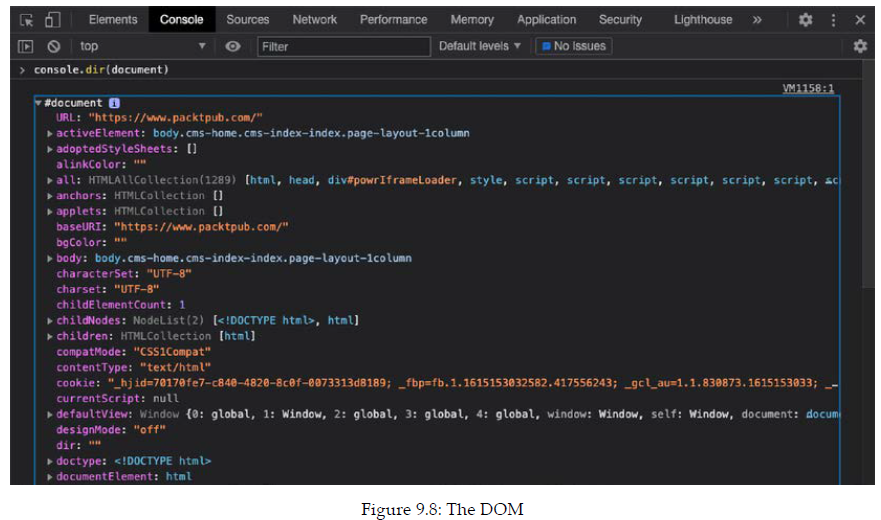 Elements Console Sources Network Performance Memory Application Security Lighthouse »
top ▼ Filter Default levels ▼ No Issues
> console.dir(document)
VM1158:1
▼#document i
URL: "https://www.packtpub.com/"
▶activeElement: body.cms-home.cms-index-index.page-layout-1column
▶adoptedStyleSheets: []
alinkColor: ""
▶all: HTMLAllCollection(1289) [html, head, div#powrIframeLoader, style, script, script, script, script, script, script, sc
▶anchors: HTMLCollection []
▶applets: HTMLCollection []
baseURI: "https://www.packtpub.com/"
bgColor: ""
▶body: body.cms-home.cms-index-index.page-layout-1column
characterSet: "UTF-8"
charset: "UTF-8"
childElementCount: 1
▶childNodes: NodeList(2) [<!DOCTYPE html>, html]
▶children: HTMLCollection [html]
compatMode: "CSS1Compat"
contentType: "text/html"
cookie: "_hjid=70170fe7-c840-4820-8c0f-0073313d8189; _fbp=fb.1.1615153032582.417556243; _gcl_au=1.1.830873.1615153033; _…
currentScript: null
▶defaultView: Window {0: global, 1: Window, 2: global, 3: global, 4: global, window: Window, self: Window, document: docum
designMode: "off"
dir: ""
▶doctype: <!DOCTYPE html>
▶documentElement: html
Figure 9.8: The DOM